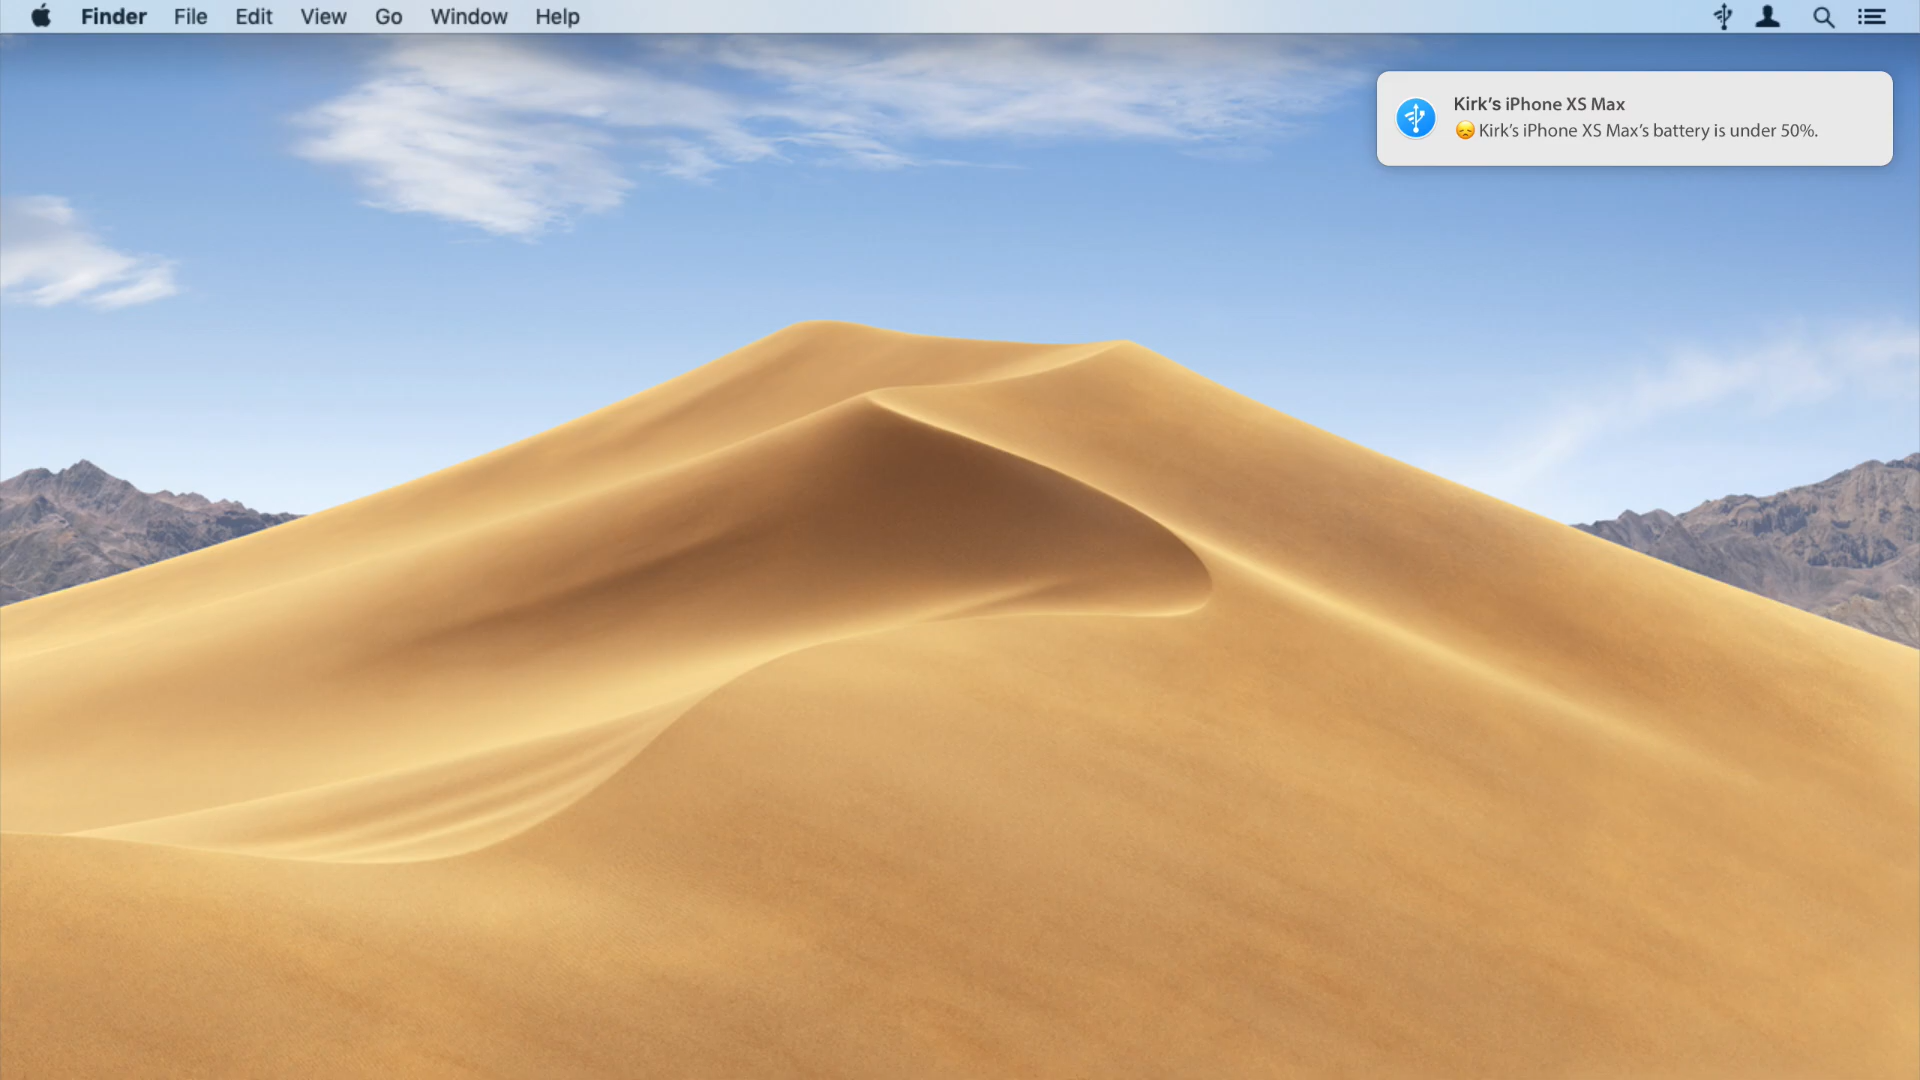 Finder File Edit View Go Window Help
Kirk’s iPhone XS Max
😞 Kirk’s iPhone XS Max’s battery is under 50%.